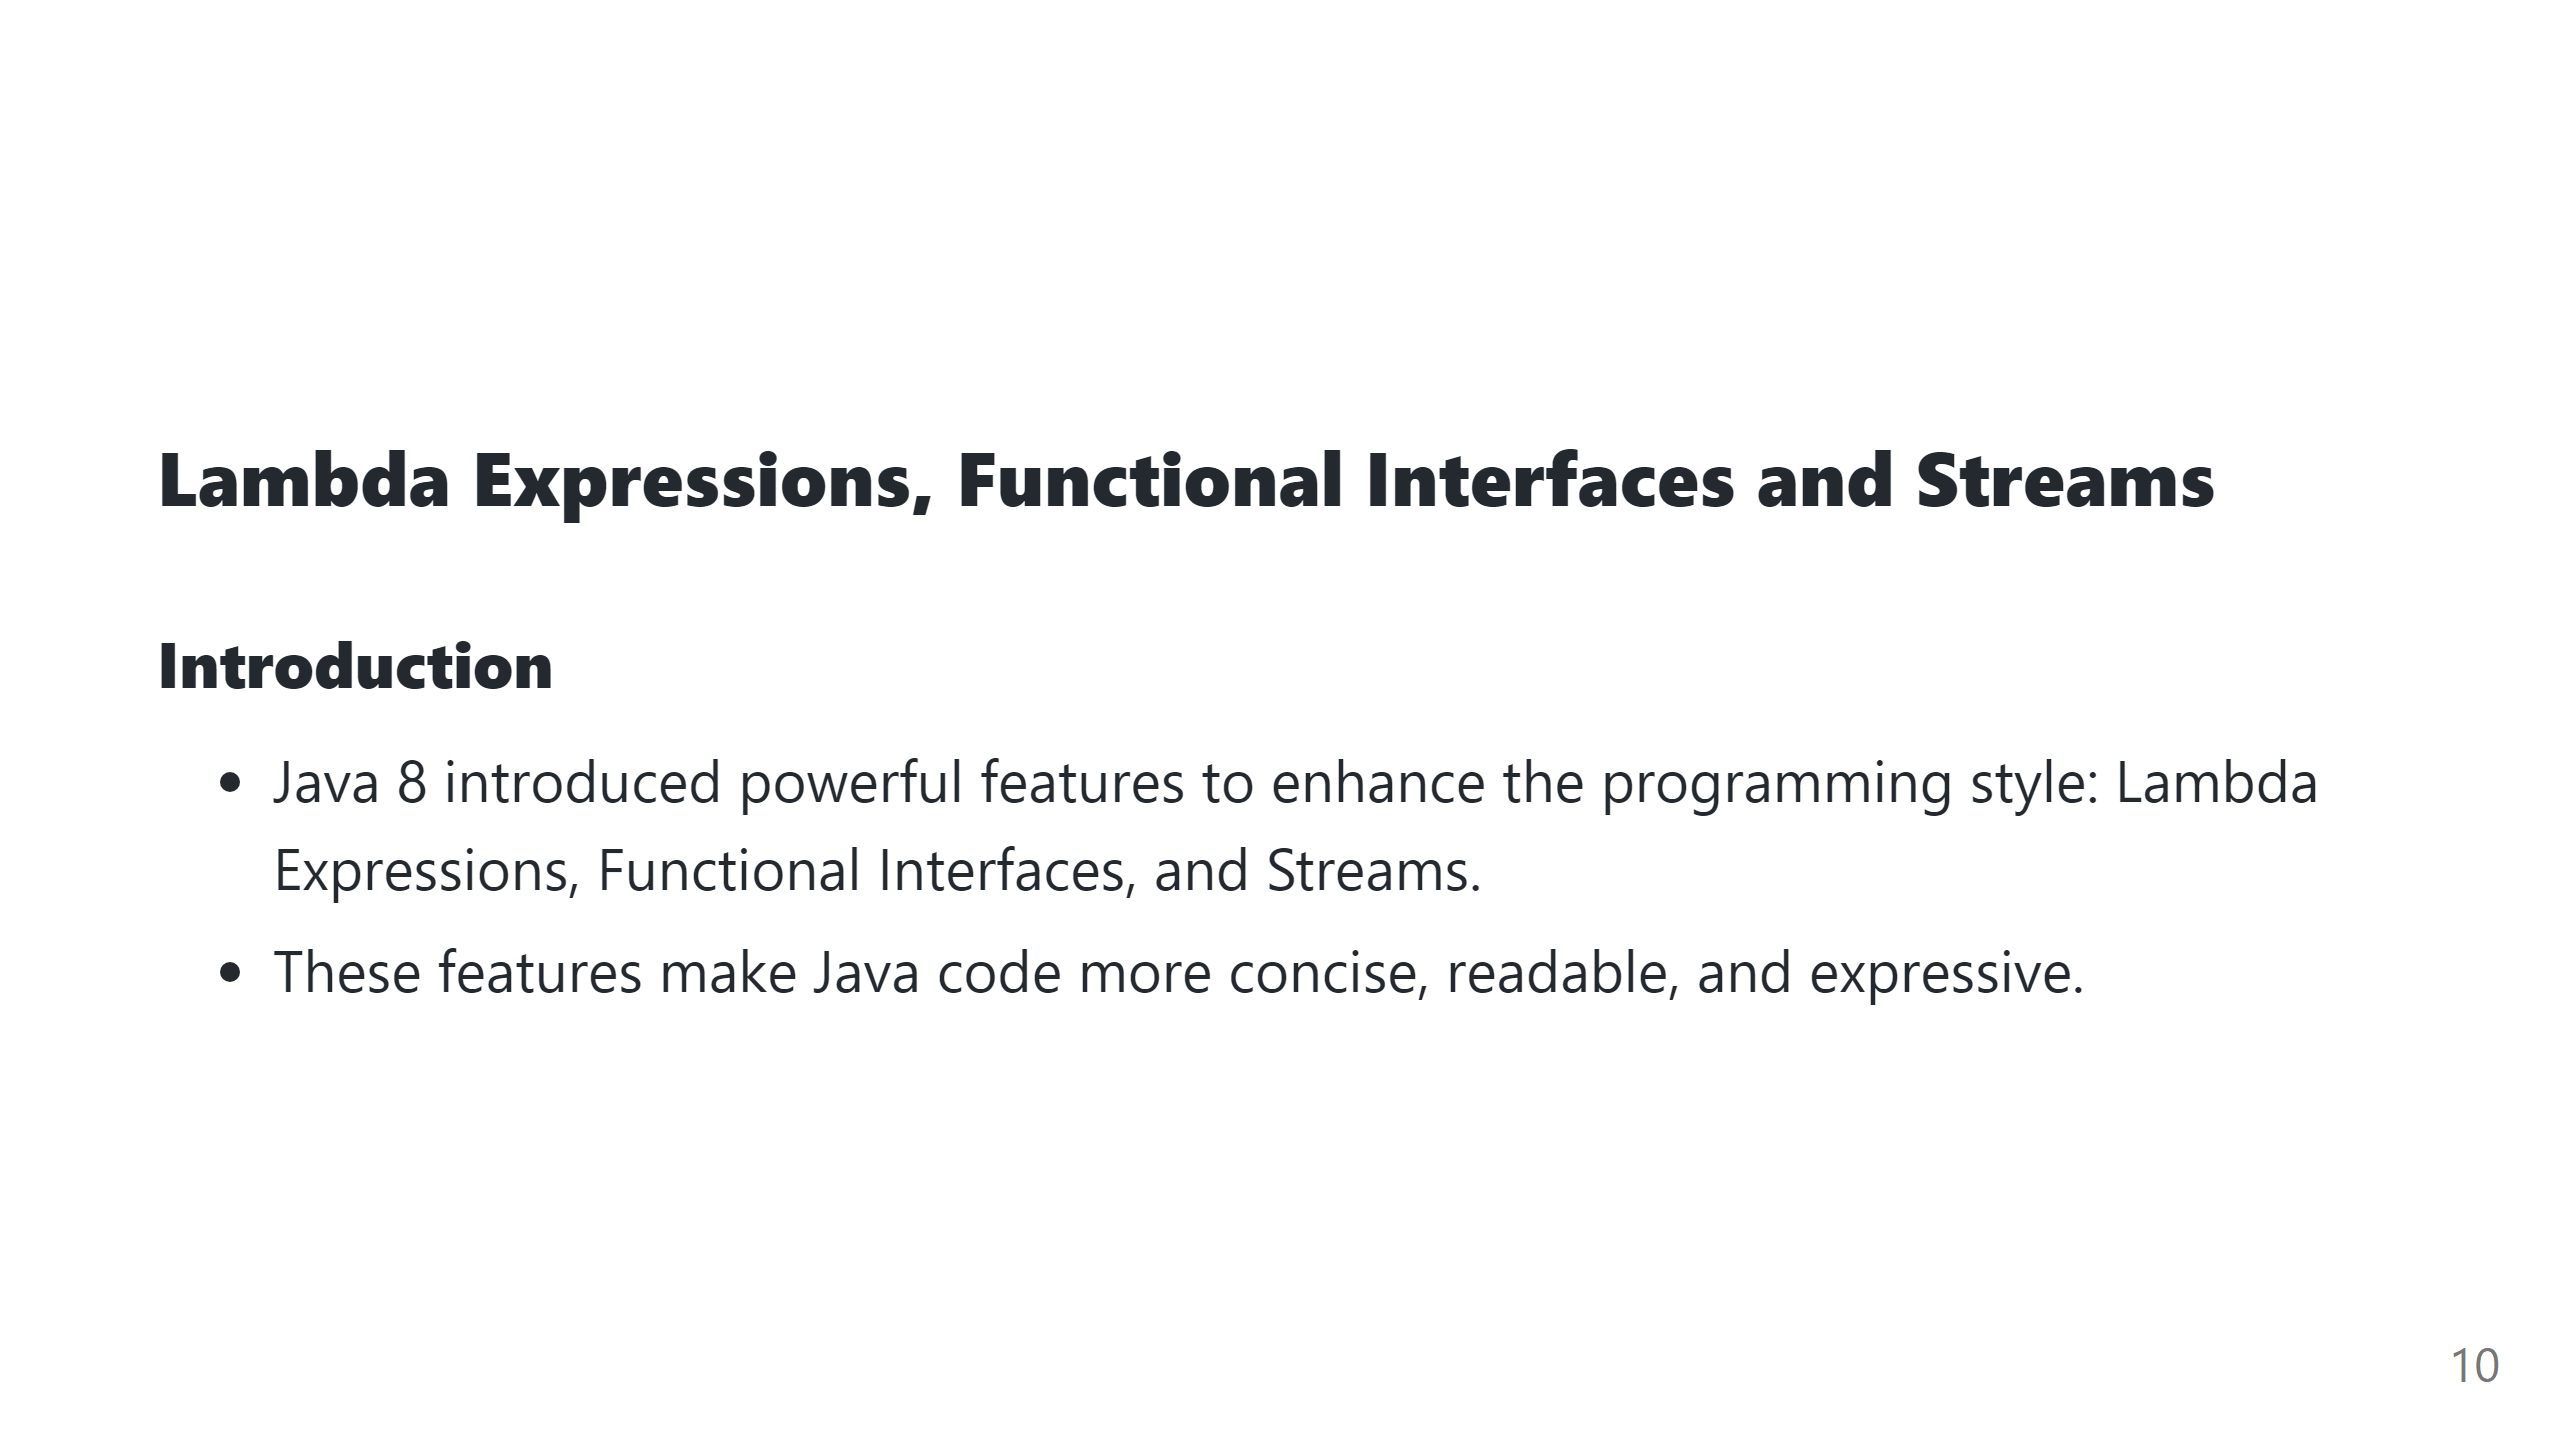 Lambda Expressions, Functional Interfaces and Streams
Introduction
• Java 8 introduced powerful features to enhance the programming style: Lambda
Expressions, Functional Interfaces, and Streams.
• These features make Java code more concise, readable, and expressive.
10